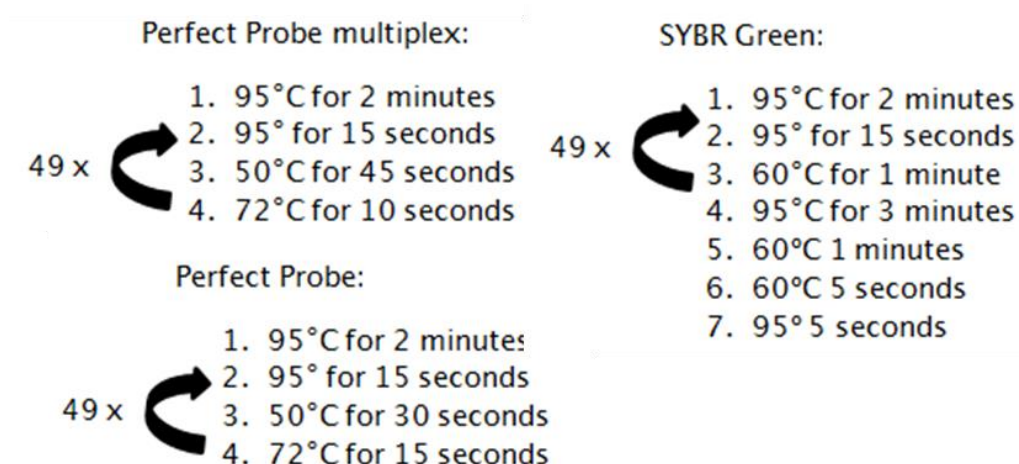 Perfect Probe multiplex:
1. 95°C for 2 minutes
2. 95° for 15 seconds
3. 50°C for 45 seconds
4. 72°C for 10 seconds
49 x
Perfect Probe:
1. 95°C for 2 minutes
2. 95° for 15 seconds
3. 50°C for 30 seconds
4. 72°C for 15 seconds
49 x
SYBR Green:
1. 95°C for 2 minutes
2. 95° for 15 seconds
3. 60°C for 1 minute
4. 95°C for 3 minutes
5. 60ºC 1 minutes
6. 60ºC 5 seconds
7. 95º 5 seconds
49 x